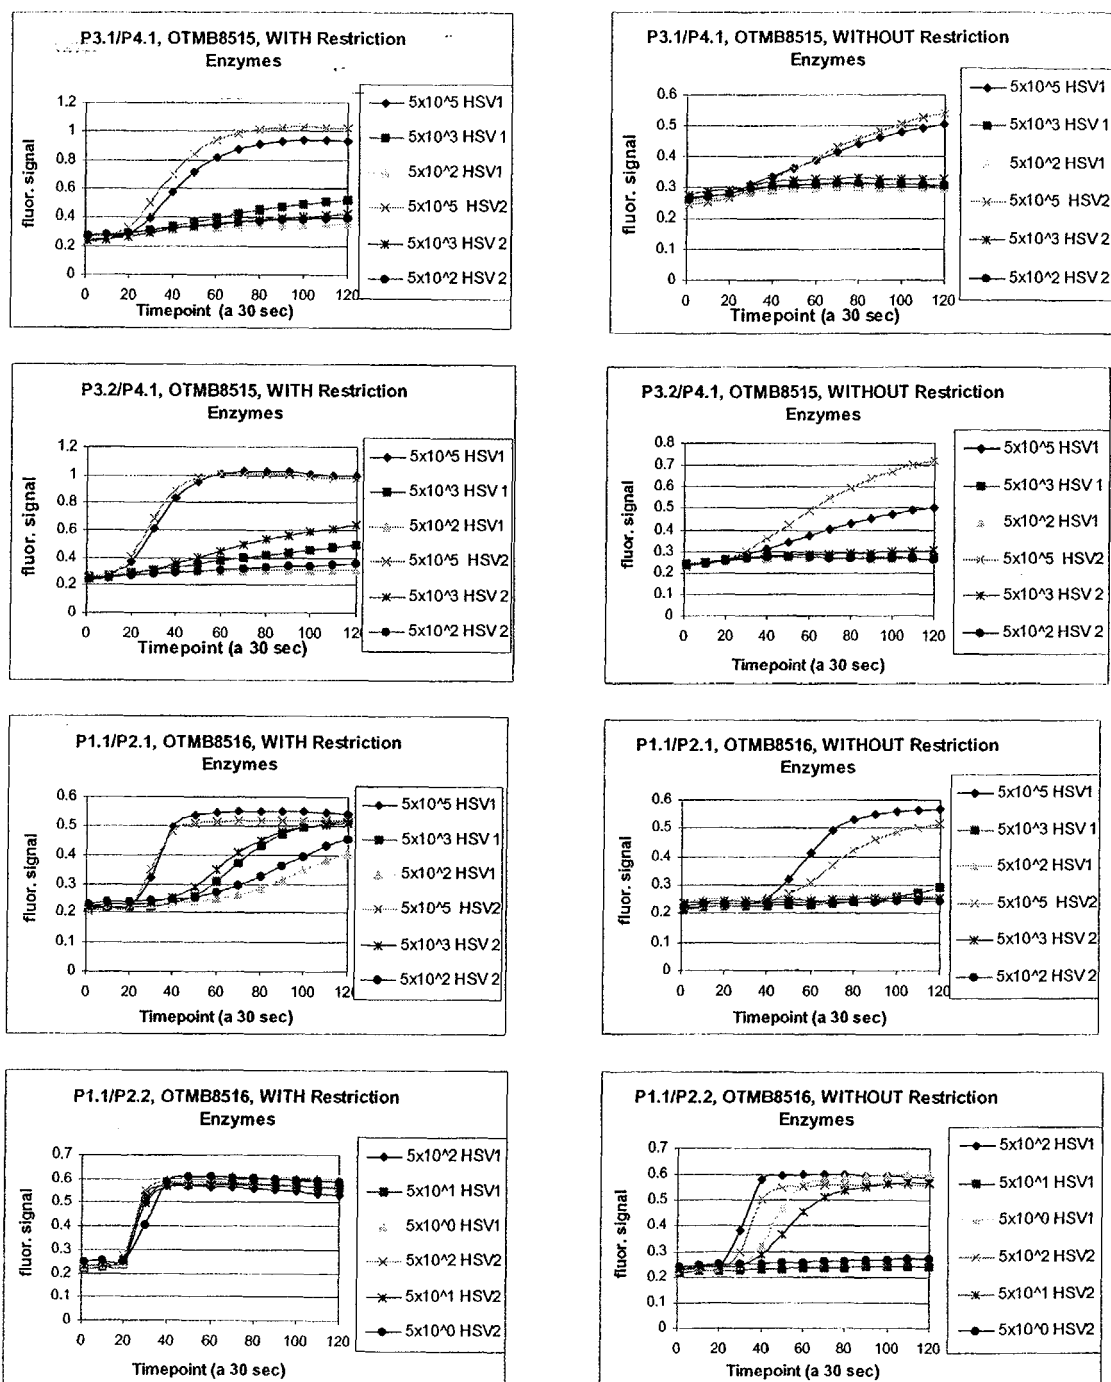 P3.1/P4.1, OTMB8515, WITH Restriction
Enzymes
fluor. signal
1.2
1
0.8
0.6
0.4
0.2
0
0 20 40 60 80 100 120
Timepoint (a 30 sec)
5x10^5 HSV1
5x10^3 HSV 1
5x10^2 HSV1
5x10^5 HSV2
5x10^3 HSV 2
5x10^2 HSV 2
P3.1/P4.1, OTMB8515, WITHOUT Restriction
Enzymes
fluor. signal
0.6
0.5
0.4
0.3
0.2
0.1
0
0 20 40 60 80 100 120
Timepoint (a 30 sec)
5x10^5 HSV1
5x10^3 HSV 1
5x10^2 HSV1
5x10^5 HSV2
5x10^3 HSV 2
5x10^2 HSV 2
P3.2/P4.1, OTMB8515, WITH Restriction
Enzymes
fluor. signal
1.2
1
0.8
0.6
0.4
0.2
0
0 20 40 60 80 100 120
Timepoint (a 30 sec)
5x10^5 HSV1
5x10^3 HSV 1
5x10^2 HSV1
5x10^5 HSV2
5x10^3 HSV 2
5x10^2 HSV 2
P3.2/P4.1, OTMB8515, WITHOUT Restriction
Enzymes
fluor. signal
0.8
0.7
0.6
0.5
0.4
0.3
0.2
0.1
0
0 20 40 60 80 100 120
Timepoint (a 30 sec)
5x10^5 HSV1
5x10^3 HSV 1
5x10^2 HSV1
5x10^5 HSV2
5x10^3 HSV 2
5x10^2 HSV 2
P1.1/P2.1, OTMB8516, WITH Restriction
Enzymes
fluor. signal
0.6
0.5
0.4
0.3
0.2
0.1
0
0 20 40 60 80 100 120
Timepoint (a 30 sec)
5x10^5 HSV1
5x10^3 HSV 1
5x10^2 HSV1
5x10^5 HSV2
5x10^3 HSV 2
5x10^2 HSV 2
P1.1/P2.1, OTMB8516, WITHOUT Restriction
Enzymes
fluor. signal
0.6
0.5
0.4
0.3
0.2
0.1
0
0 20 40 60 80 100 120
Timepoint (a 30 sec)
5x10^5 HSV1
5x10^3 HSV 1
5x10^2 HSV1
5x10^5 HSV2
5x10^3 HSV 2
5x10^2 HSV 2
P1.1/P2.2, OTMB8516, WITH Restriction
Enzymes
fluor. signal
0.7
0.6
0.5
0.4
0.3
0.2
0.1
0
0 20 40 60 80 100 120
Timepoint (a 30 sec)
5x10^2 HSV1
5x10^1 HSV1
5x10^0 HSV1
5x10^2 HSV2
5x10^1 HSV2
5x10^0 HSV2
P1.1/P2.2, OTMB8516, WITHOUT Restriction
Enzymes
fluor. signal
0.7
0.6
0.5
0.4
0.3
0.2
0.1
0
0 20 40 60 80 100 120
Timepoint (a 30 sec)
5x10^2 HSV1
5x10^1 HSV1
5x10^0 HSV1
5x10^2 HSV2
5x10^1 HSV2
5x10^0 HSV2